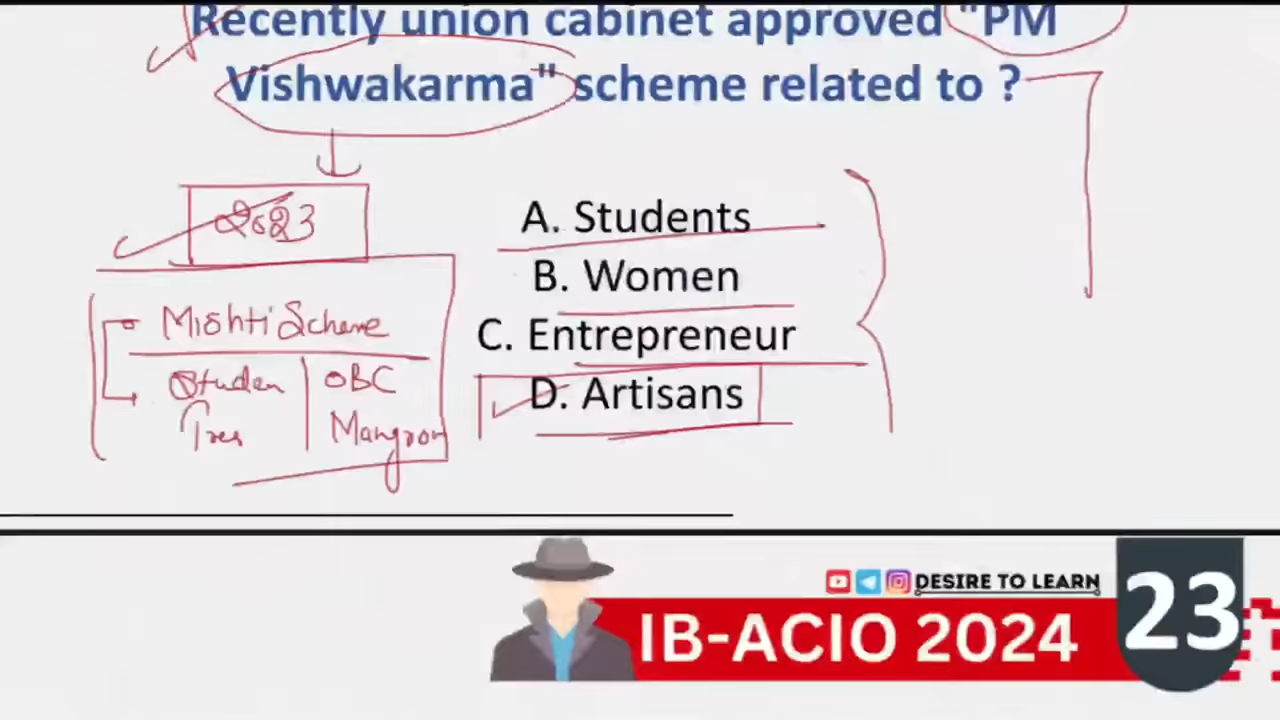 Recently union cabinet approved "PM
Vishwakarma" scheme related to ?
2023
A. Students
B. Women
C. Entrepreneur
D. Artisans
Mishti Scheme
OBC
DESIRE TO LEARN
IB-ACIO 2024
23